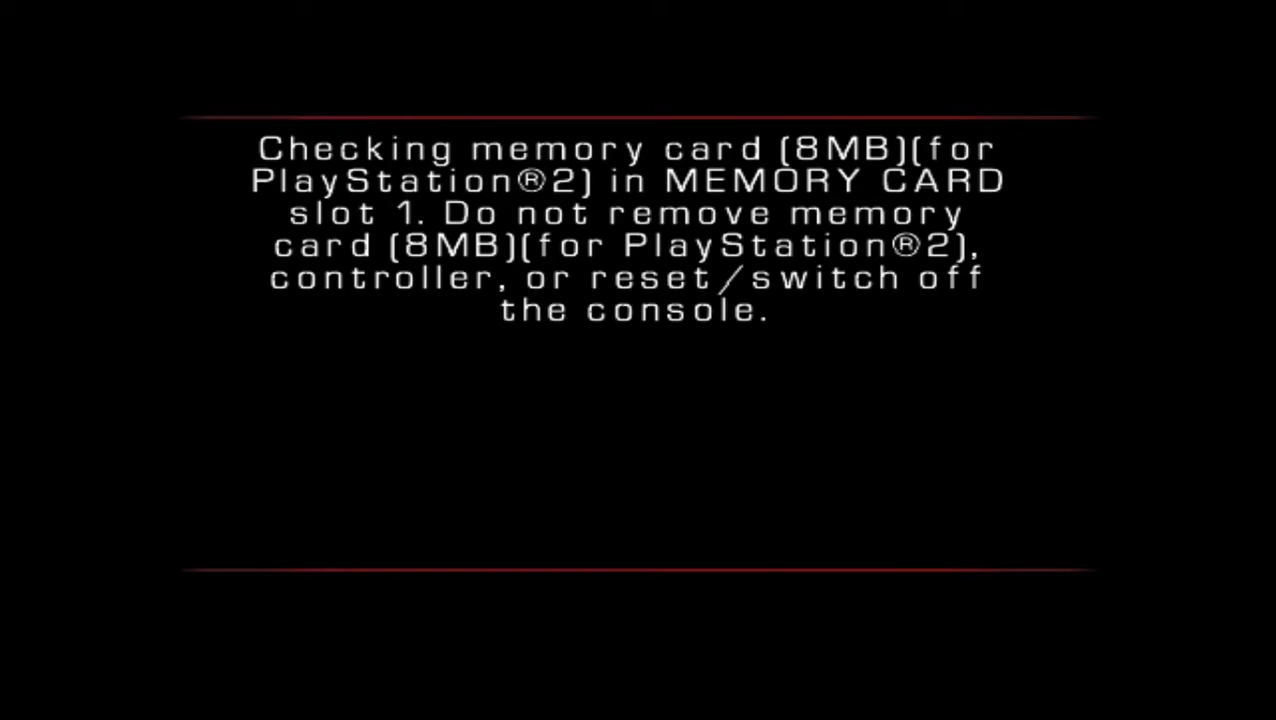 Checking memory card (8MB)(for
PlayStation®2) in MEMORY CARD
slot 1. Do not remove memory
card (8MB)(for PlayStation®2),
controller, or reset/switch off
the console.